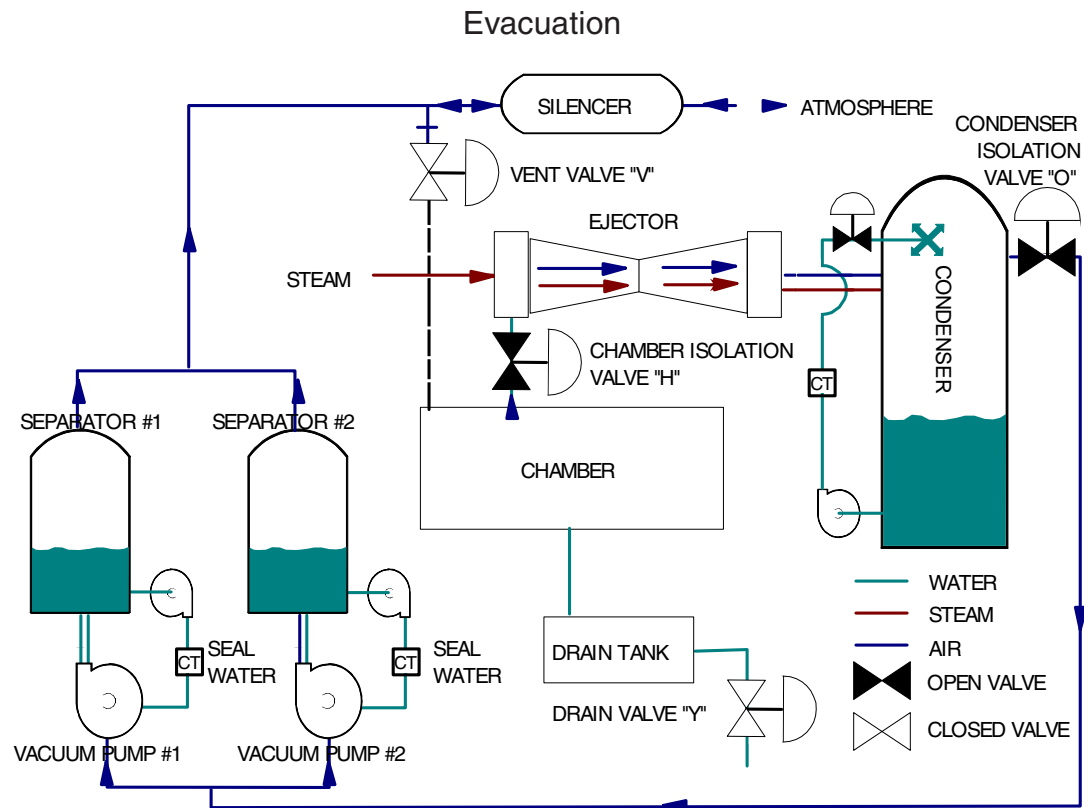 Evacuation
SILENCER
ATMOSPHERE
CONDENSER
ISOLATION
VALVE "O"
VENT VALVE "V"
EJECTOR
STEAM
CONDENSER
CHAMBER ISOLATION
VALVE "H"
CT
SEPARATOR #1
SEPARATOR #2
CHAMBER
WATER
STEAM
AIR
OPEN VALVE
CLOSED VALVE
CT
SEAL
WATER
CT
SEAL
WATER
DRAIN TANK
DRAIN VALVE "Y"
VACUUM PUMP #1
VACUUM PUMP #2